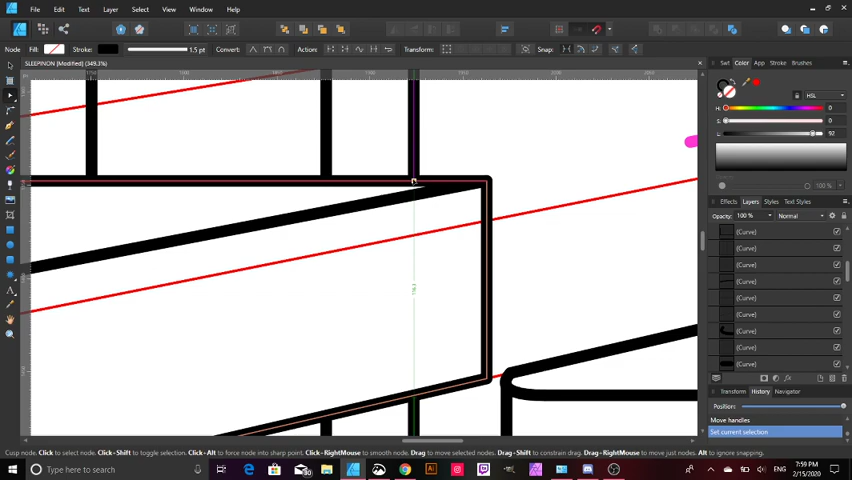 File Edit Text Layer Select View Window Help
Node Fill: Stroke: 1.5 pt Convert: Action: Transform: Snap:
SLEEPINON (Modified) (349.3%)
Set Color Stroke Brushes
HSL
H: 0
S: 0
L: 92
100 %
Effects Layers Styles Text Styles
Opacity: 100 % Normal
(Curve)
(Curve)
(Curve)
(Curve)
(Curve)
(Curve)
(Curve)
(Curve)
(Curve)
Transform History Navigator
Position:
Move handles
Set current selection
Cusp node. Click to select node. Click+Shift to toggle selection. Click+Alt to force node into sharp point. Click+RightMouse to smooth node. Drag to move selected nodes. Drag+Shift to constrain. Drag+RightMouse to move just nodes. Alt to ignore snapping.
Type here to search
7:59 PM
2/15/2020